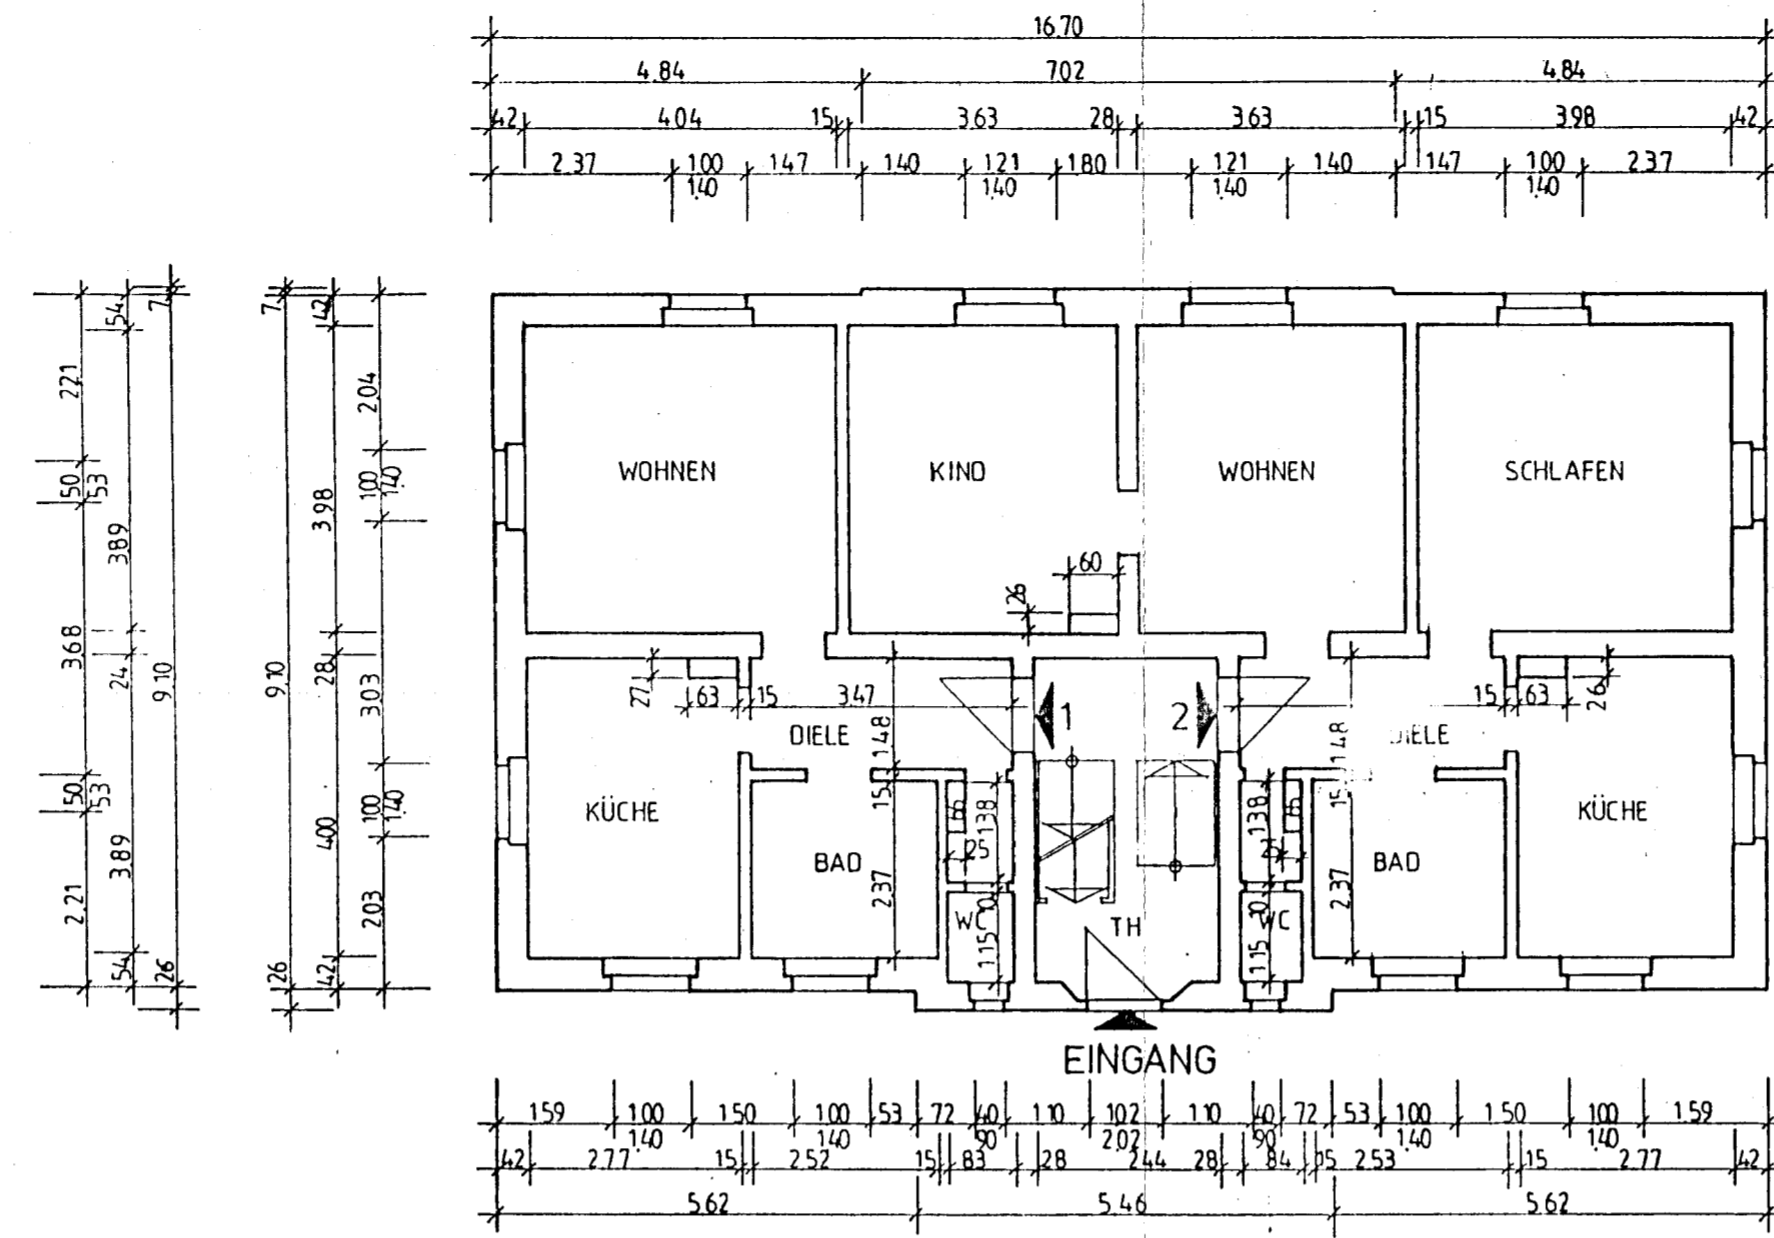 16.70
4.84 7.02 4.84
42 4.04 15 3.63 28 3.63 15 3.98 42
2.37 1.00 1.47 1.40 1.21 1.80 1.21 1.40 1.47 1.00 2.37
1.40 1.40 1.40 1.40
54 7 7 42
2.21 2.04
50 53 3.89 3.98 1.00 1.40
3.68 24 9.10 9.10 28 3.03
50 53 3.89 4.00 1.00 1.40
2.21 2.03
54 26 26 42
WOHNEN KIND WOHNEN SCHLAFEN
60
26
27 63 15 3.47 15 63 26
1 2
DIELE 1.48 1.48 DIELE
KÜCHE 15 1.38 1.38 15 KÜCHE
25 25
BAD 2.37 2.37 BAD
WC 10 TH 10 WC
1.15 1.15
EINGANG
1.59 1.00 1.50 1.00 53 72 40 1.10 1.02 1.10 40 72 53 1.00 1.50 1.00 1.59
1.40 1.40 90 2.02 90 1.40 1.40
42 2.77 15 2.52 15 83 28 2.44 28 84 15 2.53 15 2.77 42
5.62 5.46 5.62